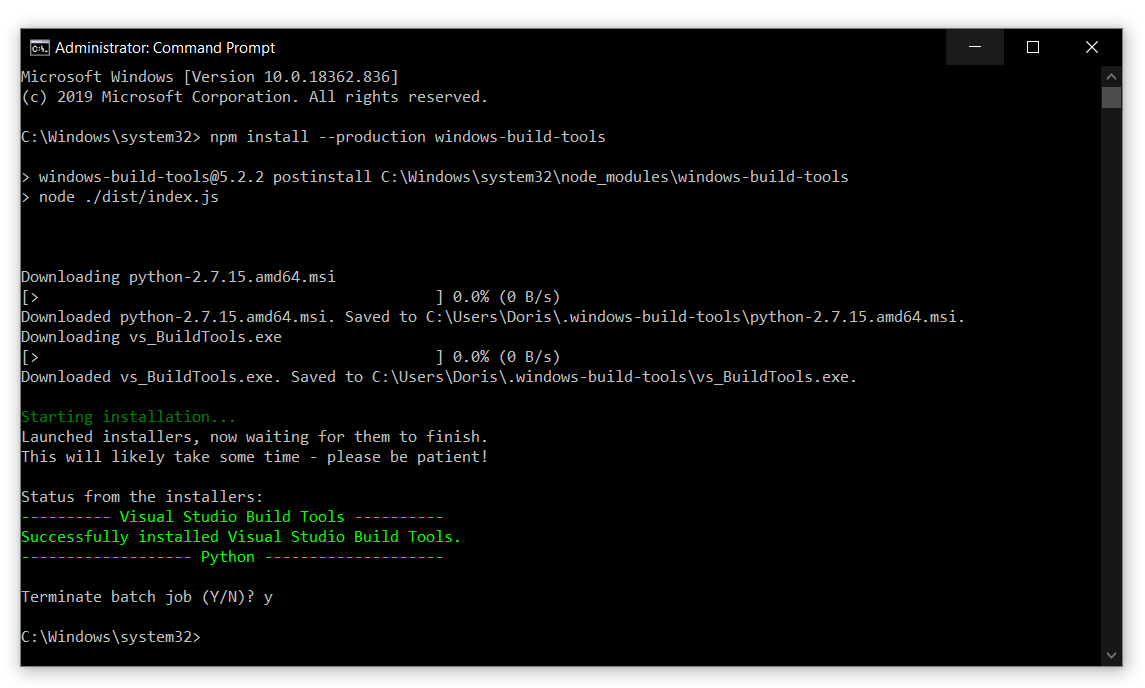 Administrator: Command Prompt
Microsoft Windows [Version 10.0.18362.836]
(c) 2019 Microsoft Corporation. All rights reserved.
C:\Windows\system32> npm install --production windows-build-tools
> windows-build-tools@5.2.2 postinstall C:\Windows\system32\node_modules\windows-build-tools
> node ./dist/index.js
Downloading python-2.7.15.amd64.msi
[>                                            ] 0.0% (0 B/s)
Downloaded python-2.7.15.amd64.msi. Saved to C:\Users\Doris\.windows-build-tools\python-2.7.15.amd64.msi.
Downloading vs_BuildTools.exe
[>                                            ] 0.0% (0 B/s)
Downloaded vs_BuildTools.exe. Saved to C:\Users\Doris\.windows-build-tools\vs_BuildTools.exe.
Starting installation...
Launched installers, now waiting for them to finish.
This will likely take some time - please be patient!
Status from the installers:
---------- Visual Studio Build Tools ----------
Successfully installed Visual Studio Build Tools.
------------------- Python --------------------
Terminate batch job (Y/N)? y
C:\Windows\system32>